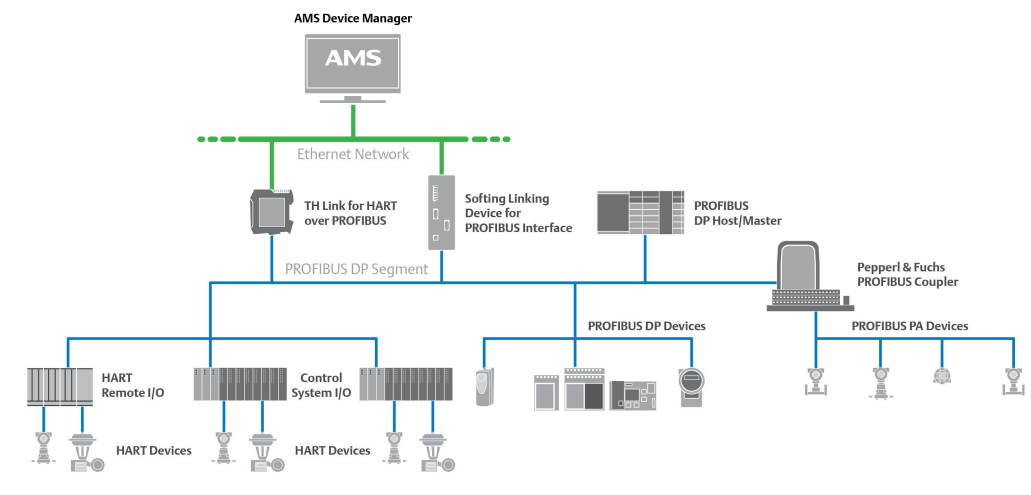 AMS Device Manager
AMS
Ethernet Network
TH Link for HART
over PROFIBUS
Softing Linking
Device for
PROFIBUS Interface
PROFIBUS
DP Host/Master
PROFIBUS DP Segment
Pepperl & Fuchs
PROFIBUS Coupler
PROFIBUS DP Devices
PROFIBUS PA Devices
HART
Remote I/O
Control
System I/O
HART Devices
HART Devices